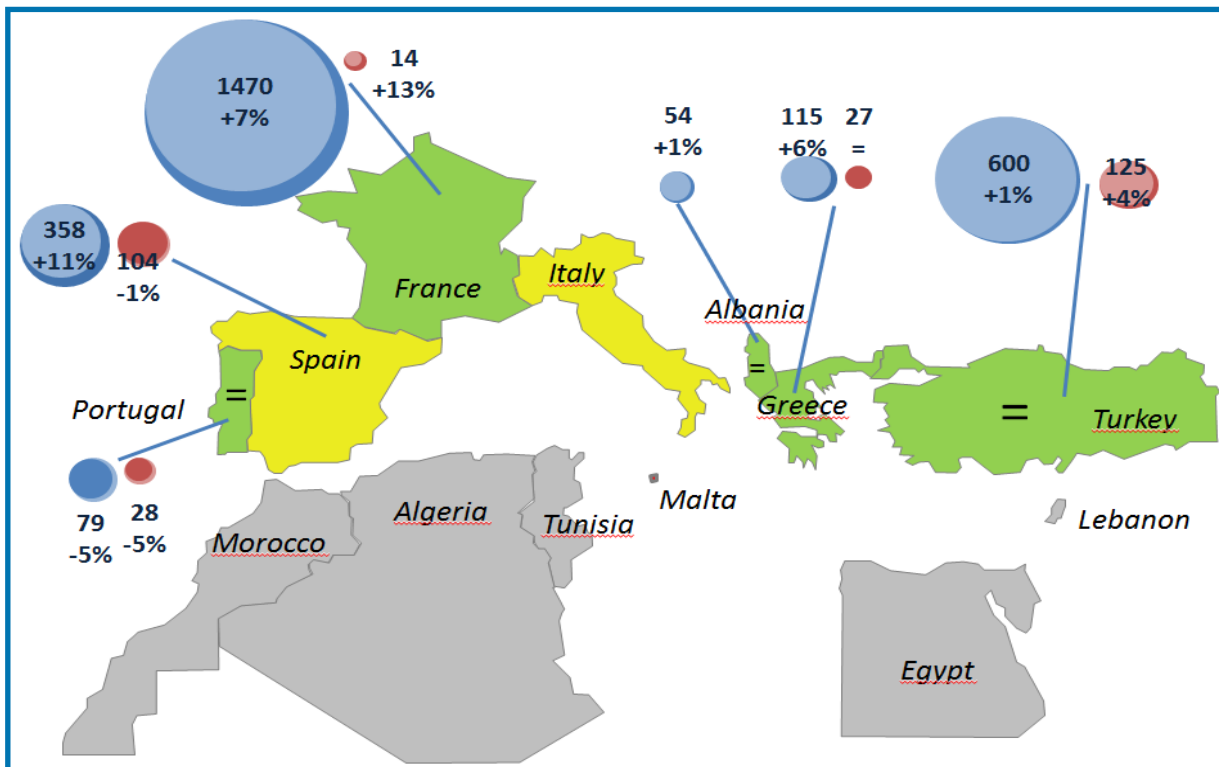 1470
+7%
14
+13%
54
+1%
115
+6%
27
=
600
+1%
125
+4%
358
+11%
104
-1%
France
Italy
Albania
Spain
=
=
Greece
=
Turkey
Portugal
79
-5%
28
-5%
Morocco
Algeria
Tunisia
Malta
Lebanon
Egypt